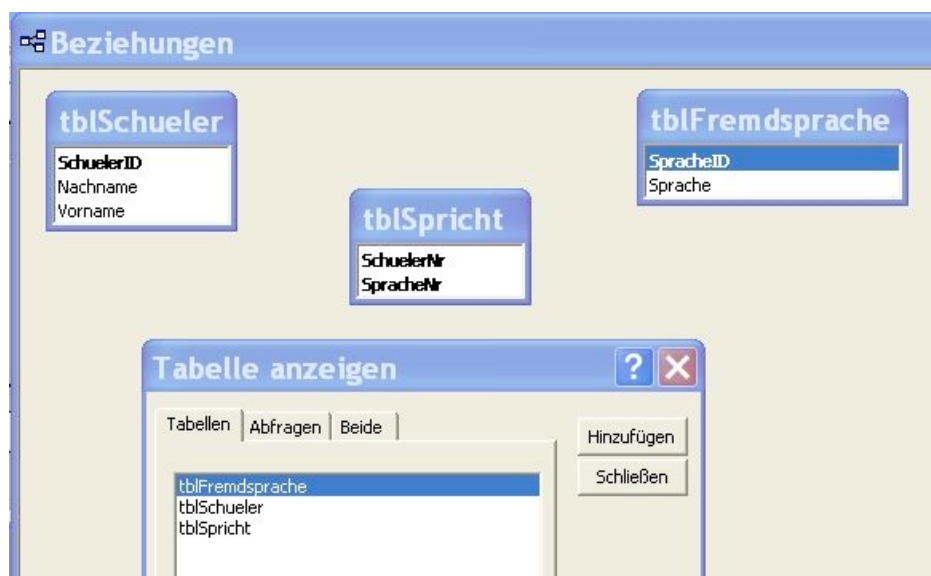 Beziehungen
tblSchueler
SchuelerID
Nachname
Vorname
tblSpricht
SchuelerNr
SpracheNr
tblFremdsprache
SpracheID
Sprache
Tabelle anzeigen
Tabellen
Abfragen
Beide
tblFremdsprache
tblSchueler
tblSpricht
Hinzufügen
Schließen